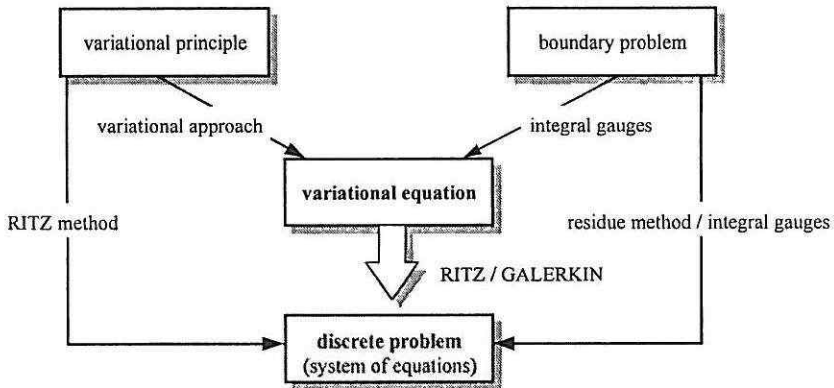 variational principle
boundary problem
variational approach
integral gauges
variational equation
RITZ method
residue method / integral gauges
RITZ / GALERKIN
discrete problem
(system of equations)